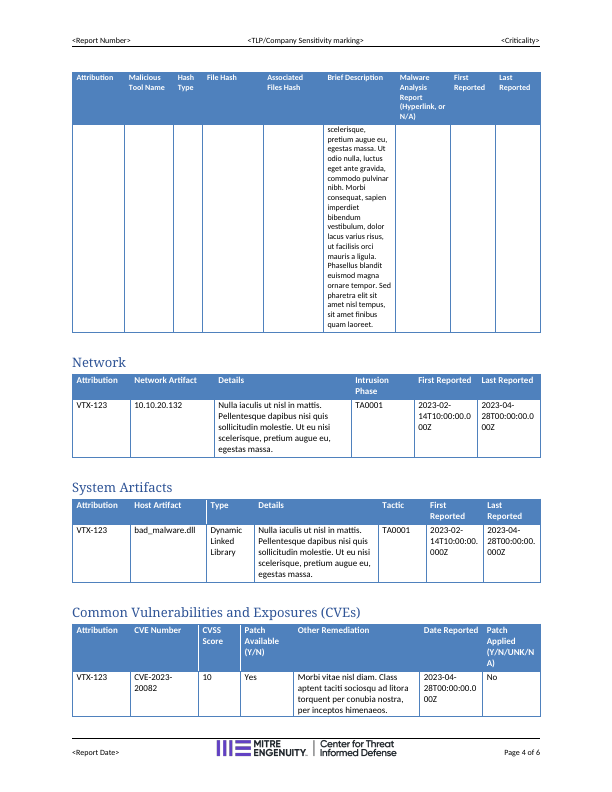 <Report Number> <TLP/Company Sensitivity marking> <Criticality>
Attribution Malicious Tool Name Hash Type File Hash Associated Files Hash Brief Description Malware Analysis Report (Hyperlink, or N/A) First Reported Last Reported
scelerisque,
pretium augue eu,
egestas massa. Ut
odio nulla, luctus
eget ante gravida,
commodo pulvinar
nibh. Morbi
consequat, sapien
imperdiet
bibendum
vestibulum, dolor
lacus varius risus,
ut facilisis orci
mauris a ligula.
Phasellus blandit
euismod magna
ornare tempor. Sed
pharetra elit sit
amet nisl tempus,
sit amet finibus
quam laoreet.
Network
Attribution Network Artifact Details Intrusion Phase First Reported Last Reported
VTX-123 10.10.20.132 Nulla iaculis ut nisl in mattis. TA0001 2023-02- 2023-04-
Pellentesque dapibus nisi quis 14T10:00:00.0 28T00:00:00.0
sollicitudin molestie. Ut eu nisi 00Z 00Z
scelerisque, pretium augue eu,
egestas massa.
System Artifacts
Attribution Host Artifact Type Details Tactic First Reported Last Reported
VTX-123 bad_malware.dll Dynamic Nulla iaculis ut nisl in mattis. TA0001 2023-02- 2023-04-
Linked Pellentesque dapibus nisi quis 14T10:00:00. 28T00:00:00.
Library sollicitudin molestie. Ut eu nisi 000Z 000Z
scelerisque, pretium augue eu,
egestas massa.
Common Vulnerabilities and Exposures (CVEs)
Attribution CVE Number CVSS Score Patch Available (Y/N) Other Remediation Date Reported Patch Applied (Y/N/UNK/NA)
VTX-123 CVE-2023- 10 Yes Morbi vitae nisl diam. Class 2023-04- No
20082 aptent taciti sociosqu ad litora 28T00:00:00.0
torquent per conubia nostra, 00Z
per inceptos himenaeos.
<Report Date> MITRE ENGENUITY. Center for Threat Informed Defense Page 4 of 6